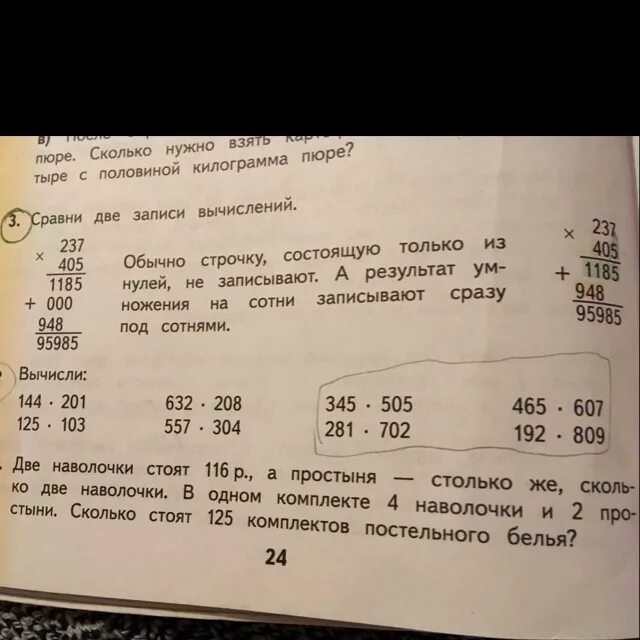 в)
пюре. Сколько нужно взять
тыре с половиной килограмма пюре?
3. Сравни две записи вычислений.
× 237
405
1185
+ 000
948
95985
Обычно строчку, состоящую только из
нулей, не записывают. А результат ум-
ножения на сотни записывают сразу
под сотнями.
× 237
405
+ 1185
948
95985
Вычисли:
144 · 201 632 · 208 345 · 505 465 · 607
125 · 103 557 · 304 281 · 702 192 · 809
Две наволочки стоят 116 р., а простыня — столько же, сколь-
ко две наволочки. В одном комплекте 4 наволочки и 2 про-
стыни. Сколько стоят 125 комплектов постельного белья?
24